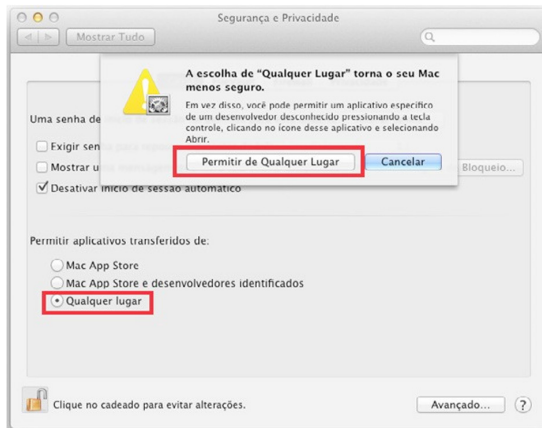 Segurança e Privacidade
Mostrar Tudo
A escolha de “Qualquer Lugar” torna o seu Mac
menos seguro.
Em vez disso, você pode permitir um aplicativo específico
de um desenvolvedor desconhecido pressionando a tecla
controle, clicando no ícone desse aplicativo e selecionando
Abrir.
Permitir de Qualquer Lugar
Cancelar
Uma senha de
Exigir sen
Mostrar u
Bloqueio...
Desativar início de sessão automático
Permitir aplicativos transferidos de:
Mac App Store
Mac App Store e desenvolvedores identificados
Qualquer lugar
Clique no cadeado para evitar alterações.
Avançado...
?